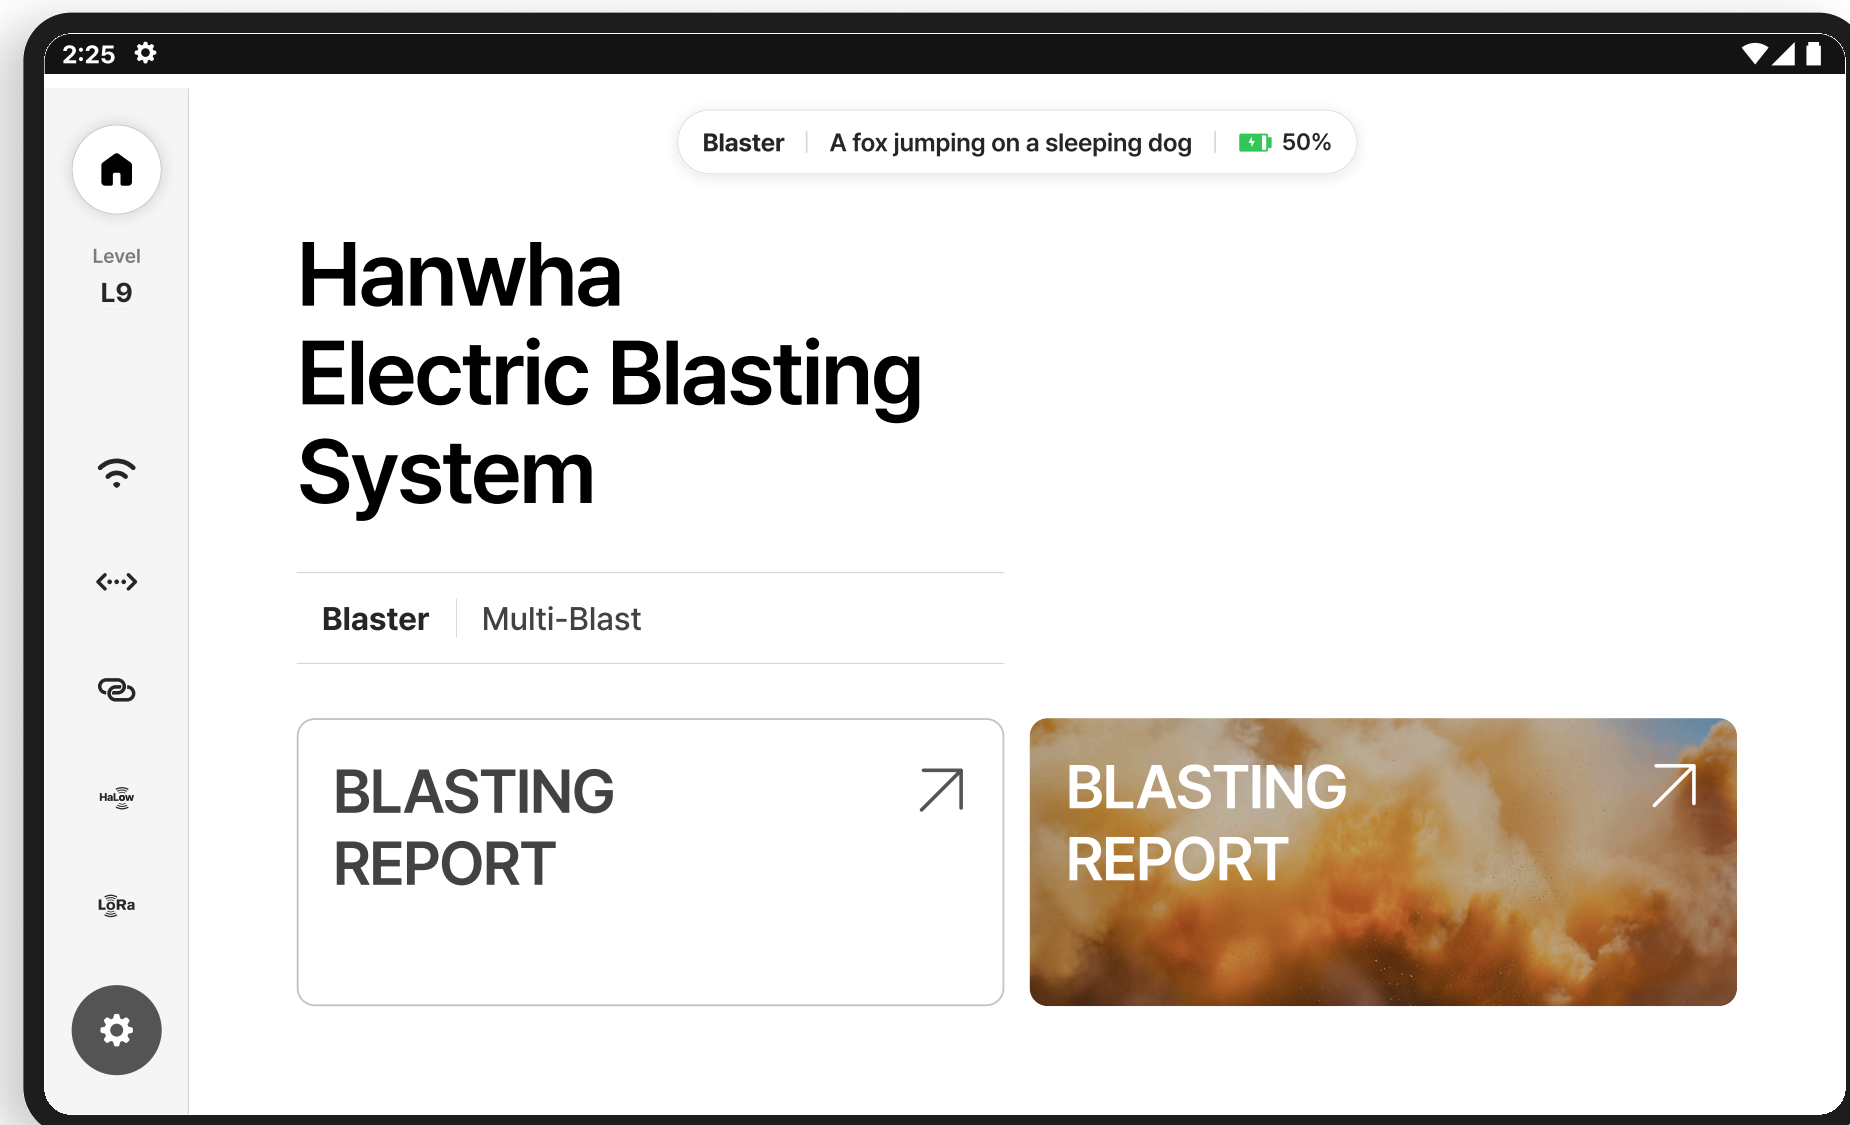 2:25
Blaster | A fox jumping on a sleeping dog | 50%
Level
L9
HaLow
LoRa
Hanwha
Electric Blasting
System
Blaster | Multi-Blast
BLASTING
REPORT
BLASTING
REPORT